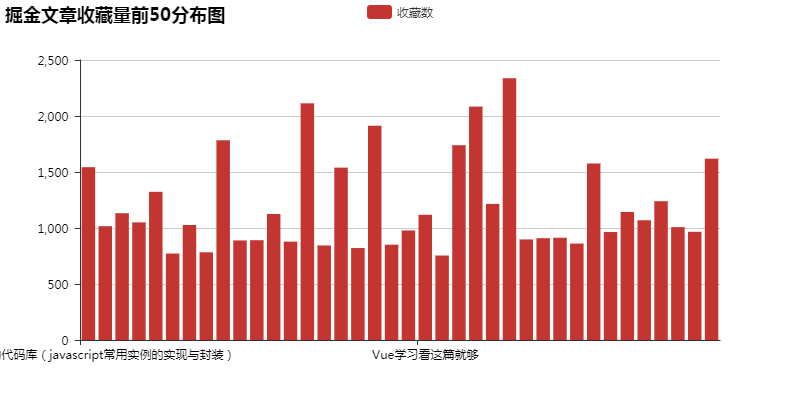 掘金文章收藏量前50分布图
收藏数
2,500
2,000
1,500
1,000
500
0
代码库（javascript常用实例的实现与封装）
Vue学习看这篇就够